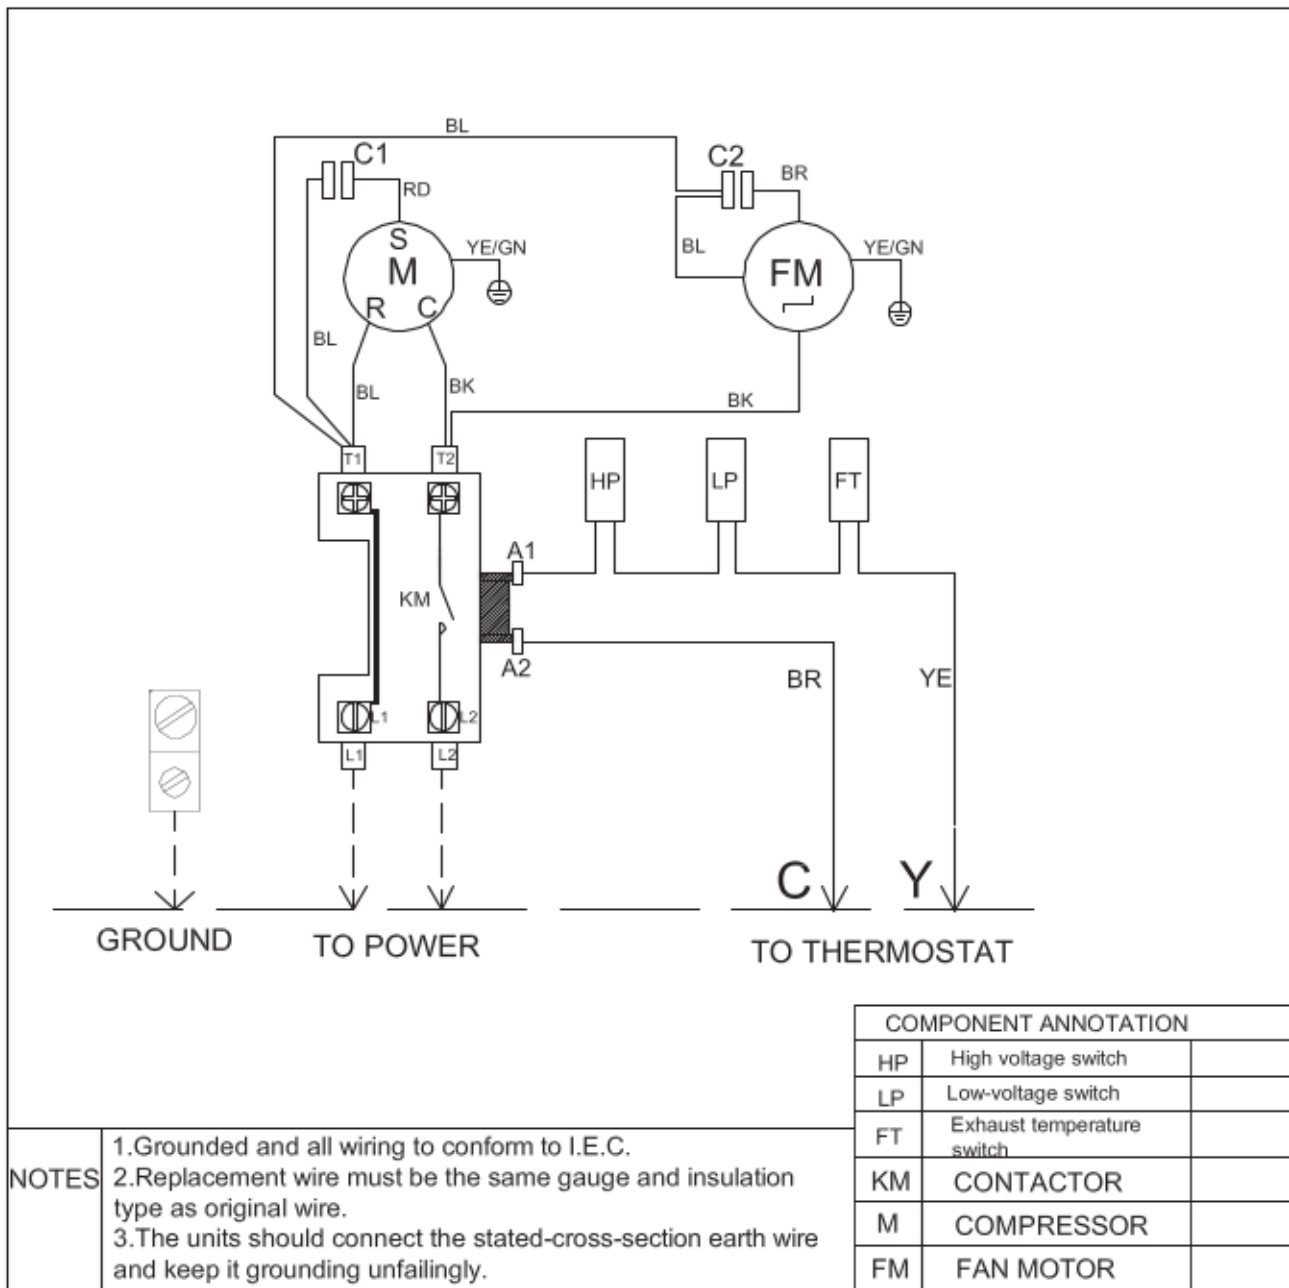 BL
C1
C2
BR
RD
S
YE/GN
BL
YE/GN
M
FM
R
C
BL
BL
BK
BK
T1
T2
HP
LP
FT
A1
KM
A2
BR
YE
L1
L2
L1
L2
C
Y
GROUND
TO POWER
TO THERMOSTAT
COMPONENT ANNOTATION
HP High voltage switch
LP Low-voltage switch
FT Exhaust temperature
switch
KM CONTACTOR
M COMPRESSOR
FM FAN MOTOR
NOTES
1.Grounded and all wiring to conform to I.E.C.
2.Replacement wire must be the same gauge and insulation
type as original wire.
3.The units should connect the stated-cross-section earth wire
and keep it grounding unfailingly.